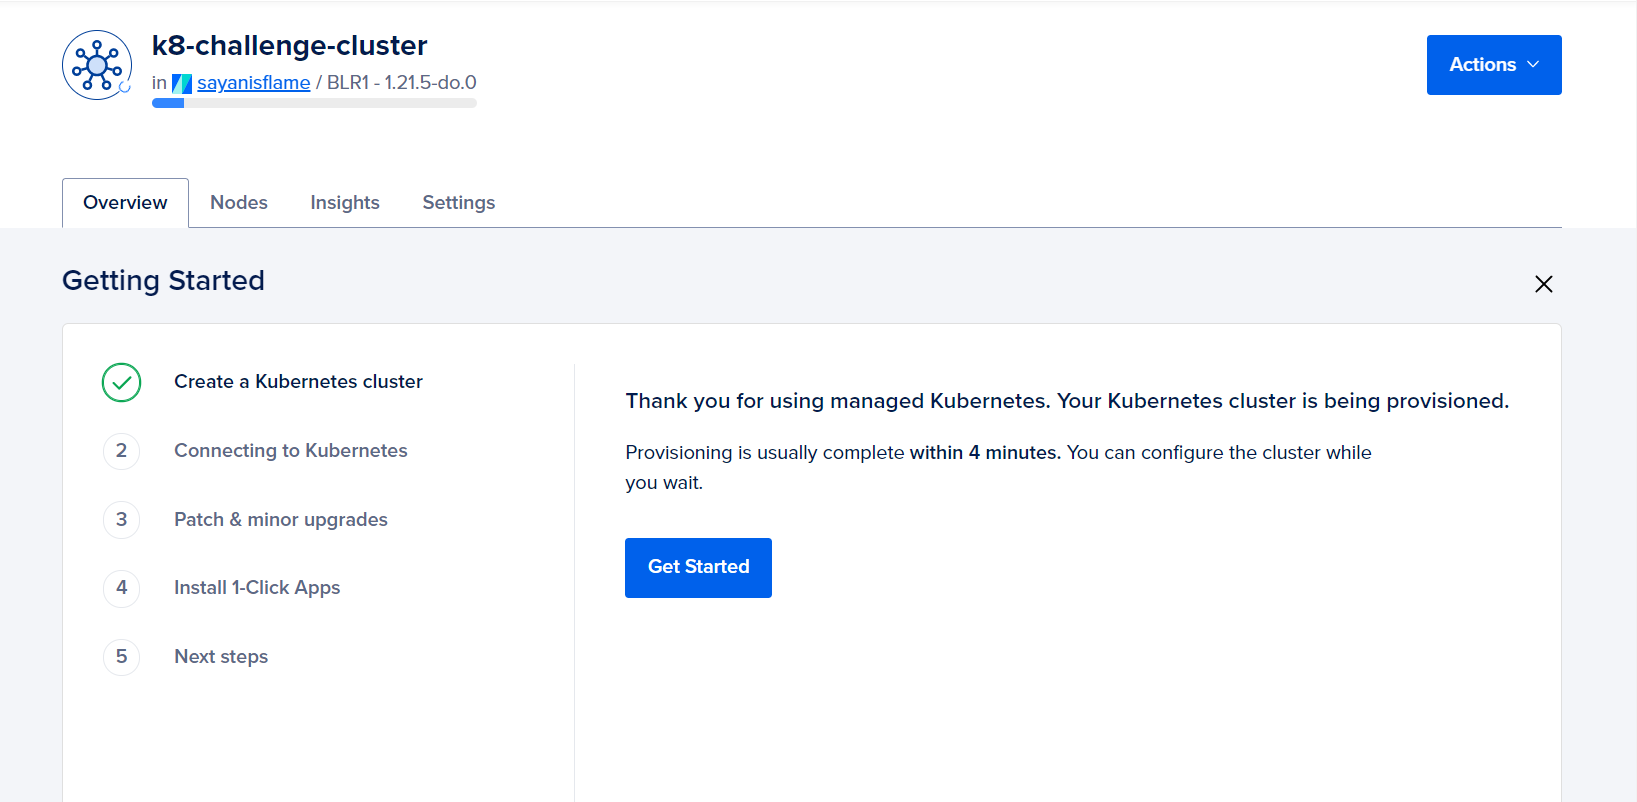 k8-challenge-cluster
in sayanisflame / BLR1 - 1.21.5-do.0
Actions
Overview
Nodes
Insights
Settings
Getting Started
Create a Kubernetes cluster
2 Connecting to Kubernetes
3 Patch & minor upgrades
4 Install 1-Click Apps
5 Next steps
Thank you for using managed Kubernetes. Your Kubernetes cluster is being provisioned.
Provisioning is usually complete within 4 minutes. You can configure the cluster while
you wait.
Get Started